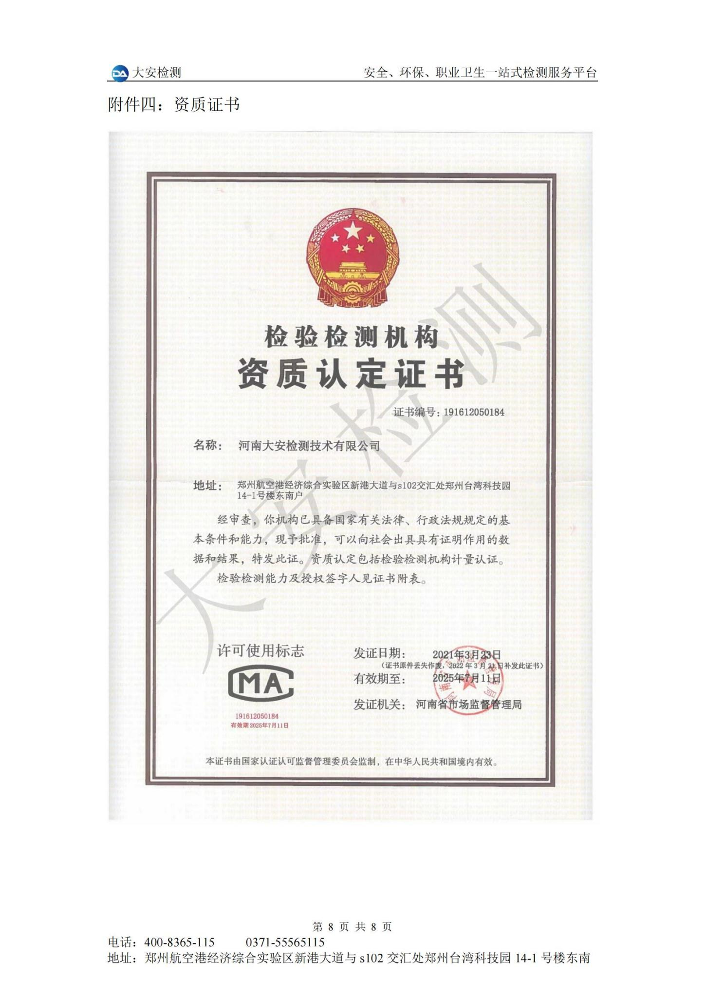 DA 大安检测 安全、环保、职业卫生一站式检测服务平台
附件四：资质证书
检验检测机构
资质认定证书
证书编号：191612050184
名称： 河南大安检测技术有限公司
地址： 郑州航空港经济综合实验区新港大道与s102交汇处郑州台湾科技园
14-1号楼东南户
经审查，你机构已具备国家有关法律、行政法规规定的基
本条件和能力，现予批准，可以向社会出具具有证明作用的数
据和结果，特发此证。资质认定包括检验检测机构计量认证。
检验检测能力及授权签字人见证书附表。
大安检测
许可使用标志
MA
191612050184
有效期2025年7月11日
发证日期： 2021年3月23日
（证书原件丢失作废，2022年3月21日补发此证书）
有效期至： 2025年7月11日
发证机关： 河南省市场监督管理局
河南省市场监督管理局
本证书由国家认证认可监督管理委员会监制，在中华人民共和国境内有效。
第 8 页 共 8 页
电话：400-8365-115 0371-55565115
地址：郑州航空港经济综合实验区新港大道与 s102 交汇处郑州台湾科技园 14-1 号楼东南